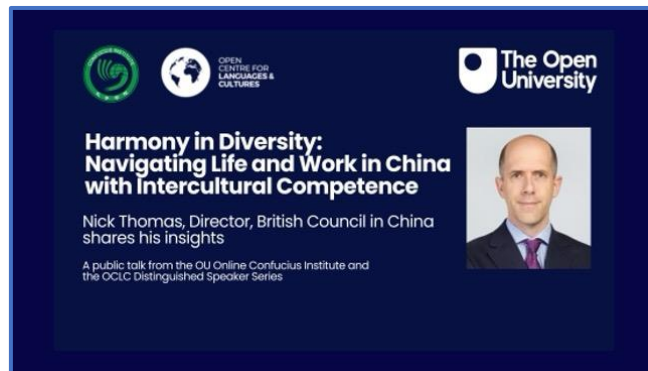 OPEN
CENTRE FOR
LANGUAGES &
CULTURES
The Open
University
Harmony in Diversity:
Navigating Life and Work in China
with Intercultural Competence
Nick Thomas, Director, British Council in China
shares his insights
A public talk from the OU Online Confucius Institute and
the OCLC Distinguished Speaker Series